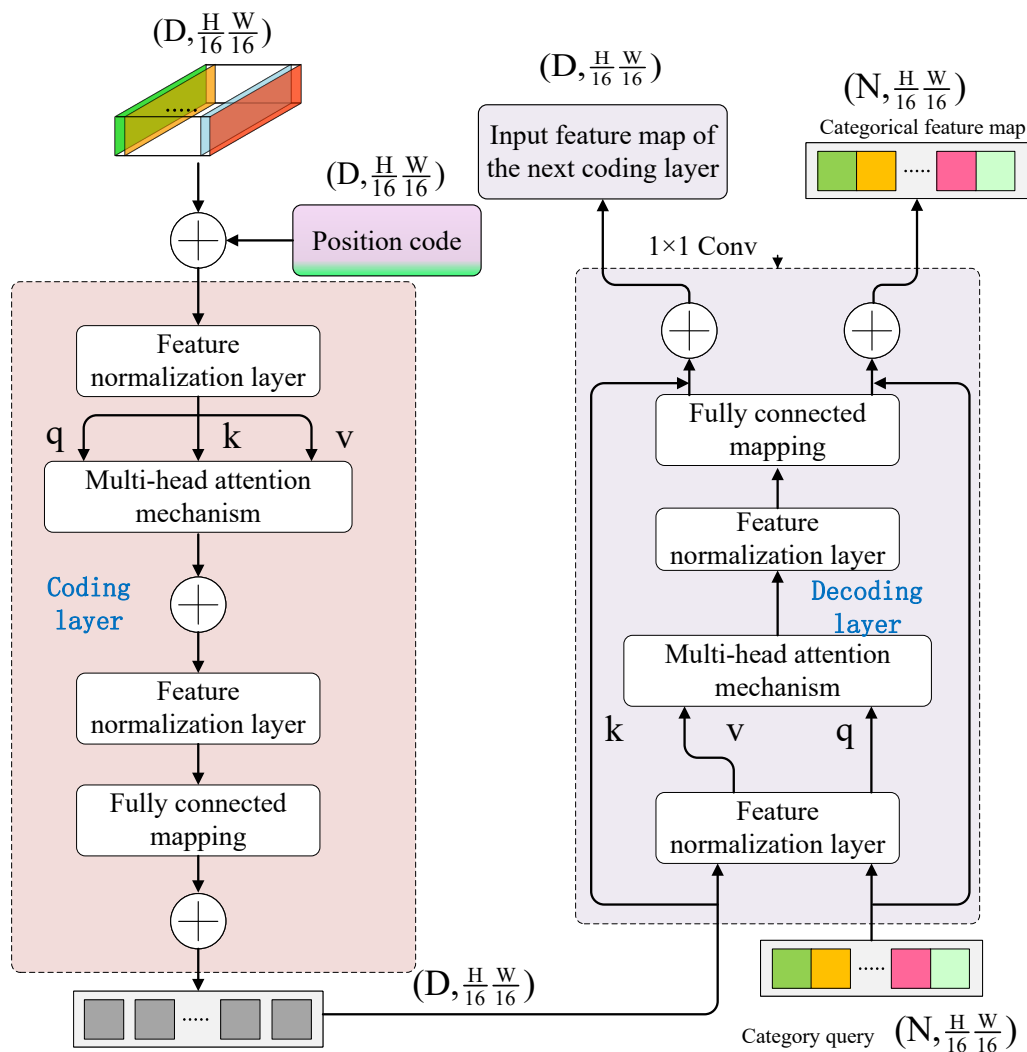 (D, H/16 W/16)
.....
(D, H/16 W/16)
Position code
Feature
normalization layer
q
k
v
Multi-head attention
mechanism
Coding
layer
Feature
normalization layer
Fully connected
mapping
.....
(D, H/16 W/16)
(D, H/16 W/16)
Input feature map of
the next coding layer
(N, H/16 W/16)
Categorical feature map
.....
1×1 Conv
Fully connected
mapping
Feature
normalization layer
Decoding
layer
Multi-head attention
mechanism
k
v
q
Feature
normalization layer
.....
Category query (N, H/16 W/16)